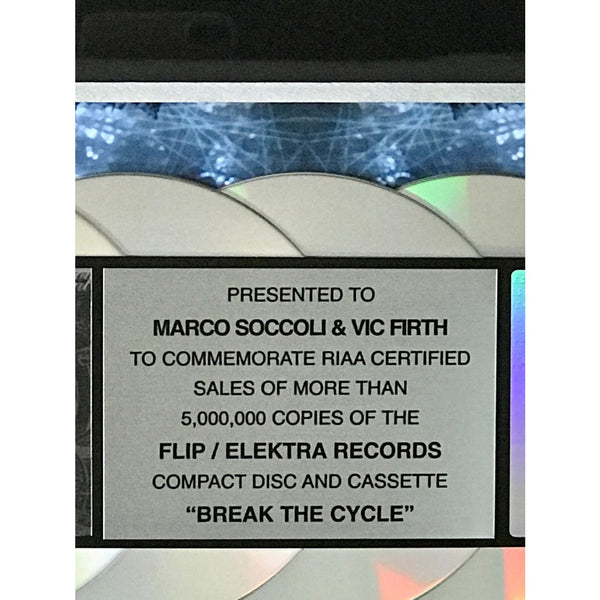 PRESENTED TO
MARCO SOCCOLI & VIC FIRTH
TO COMMEMORATE RIAA CERTIFIED
SALES OF MORE THAN
5,000,000 COPIES OF THE
FLIP / ELEKTRA RECORDS
COMPACT DISC AND CASSETTE
“BREAK THE CYCLE”